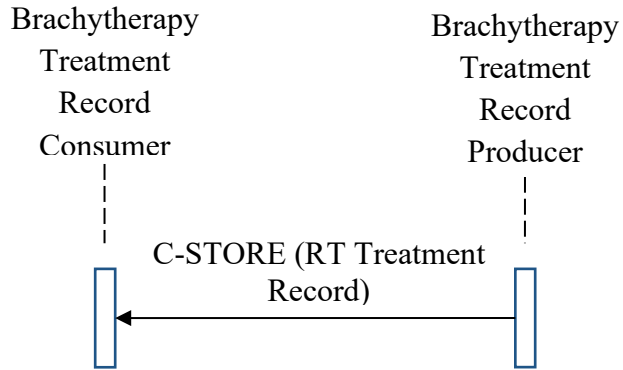 Brachytherapy
Treatment
Record
Consumer
Brachytherapy
Treatment
Record
Producer
C-STORE (RT Treatment
Record)